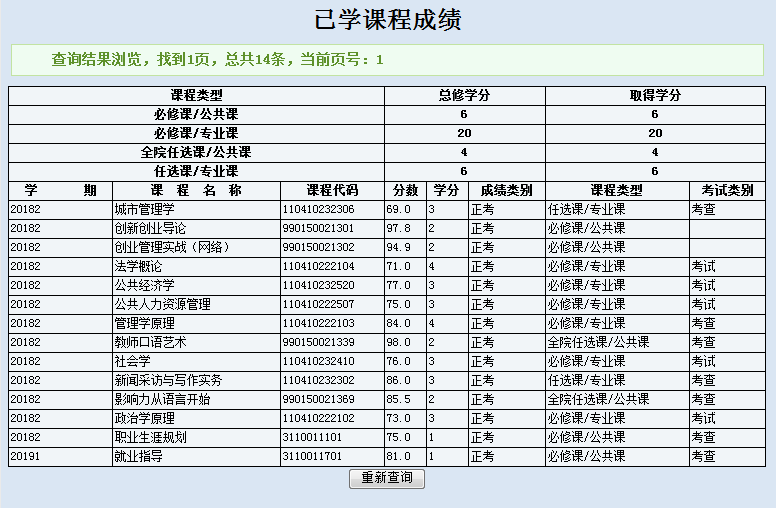 已学课程成绩
查询结果浏览，找到1页，总共14条，当前页号：1
课程类型 总修学分 取得学分
必修课/公共课 6 6
必修课/专业课 20 20
全院任选课/公共课 4 4
任选课/专业课 6 6
学 期 课 程 名 称 课程代码 分数 学分 成绩类别 课程类型 考试类别
20182 城市管理学 110410232306 69.0 3 正考 任选课/专业课 考查
20182 创新创业导论 990150021301 97.8 2 正考 必修课/公共课
20182 创业管理实战（网络） 990150021302 94.9 2 正考 必修课/公共课
20182 法学概论 110410222104 71.0 4 正考 必修课/专业课 考试
20182 公共经济学 110410232520 77.0 3 正考 必修课/专业课 考试
20182 公共人力资源管理 110410222507 75.0 3 正考 必修课/专业课 考试
20182 管理学原理 110410222103 84.0 4 正考 必修课/专业课 考查
20182 教师口语艺术 990150021339 98.0 2 正考 全院任选课/公共课 考查
20182 社会学 110410232410 76.0 3 正考 必修课/专业课 考试
20182 新闻采访与写作实务 110410232302 86.0 3 正考 任选课/专业课 考查
20182 影响力从语言开始 990150021369 85.5 2 正考 全院任选课/公共课 考查
20182 政治学原理 110410222102 73.0 3 正考 必修课/专业课 考试
20182 职业生涯规划 3110011101 75.0 1 正考 必修课/公共课 考查
20191 就业指导 3110011701 81.0 1 正考 必修课/公共课 考查
重新查询